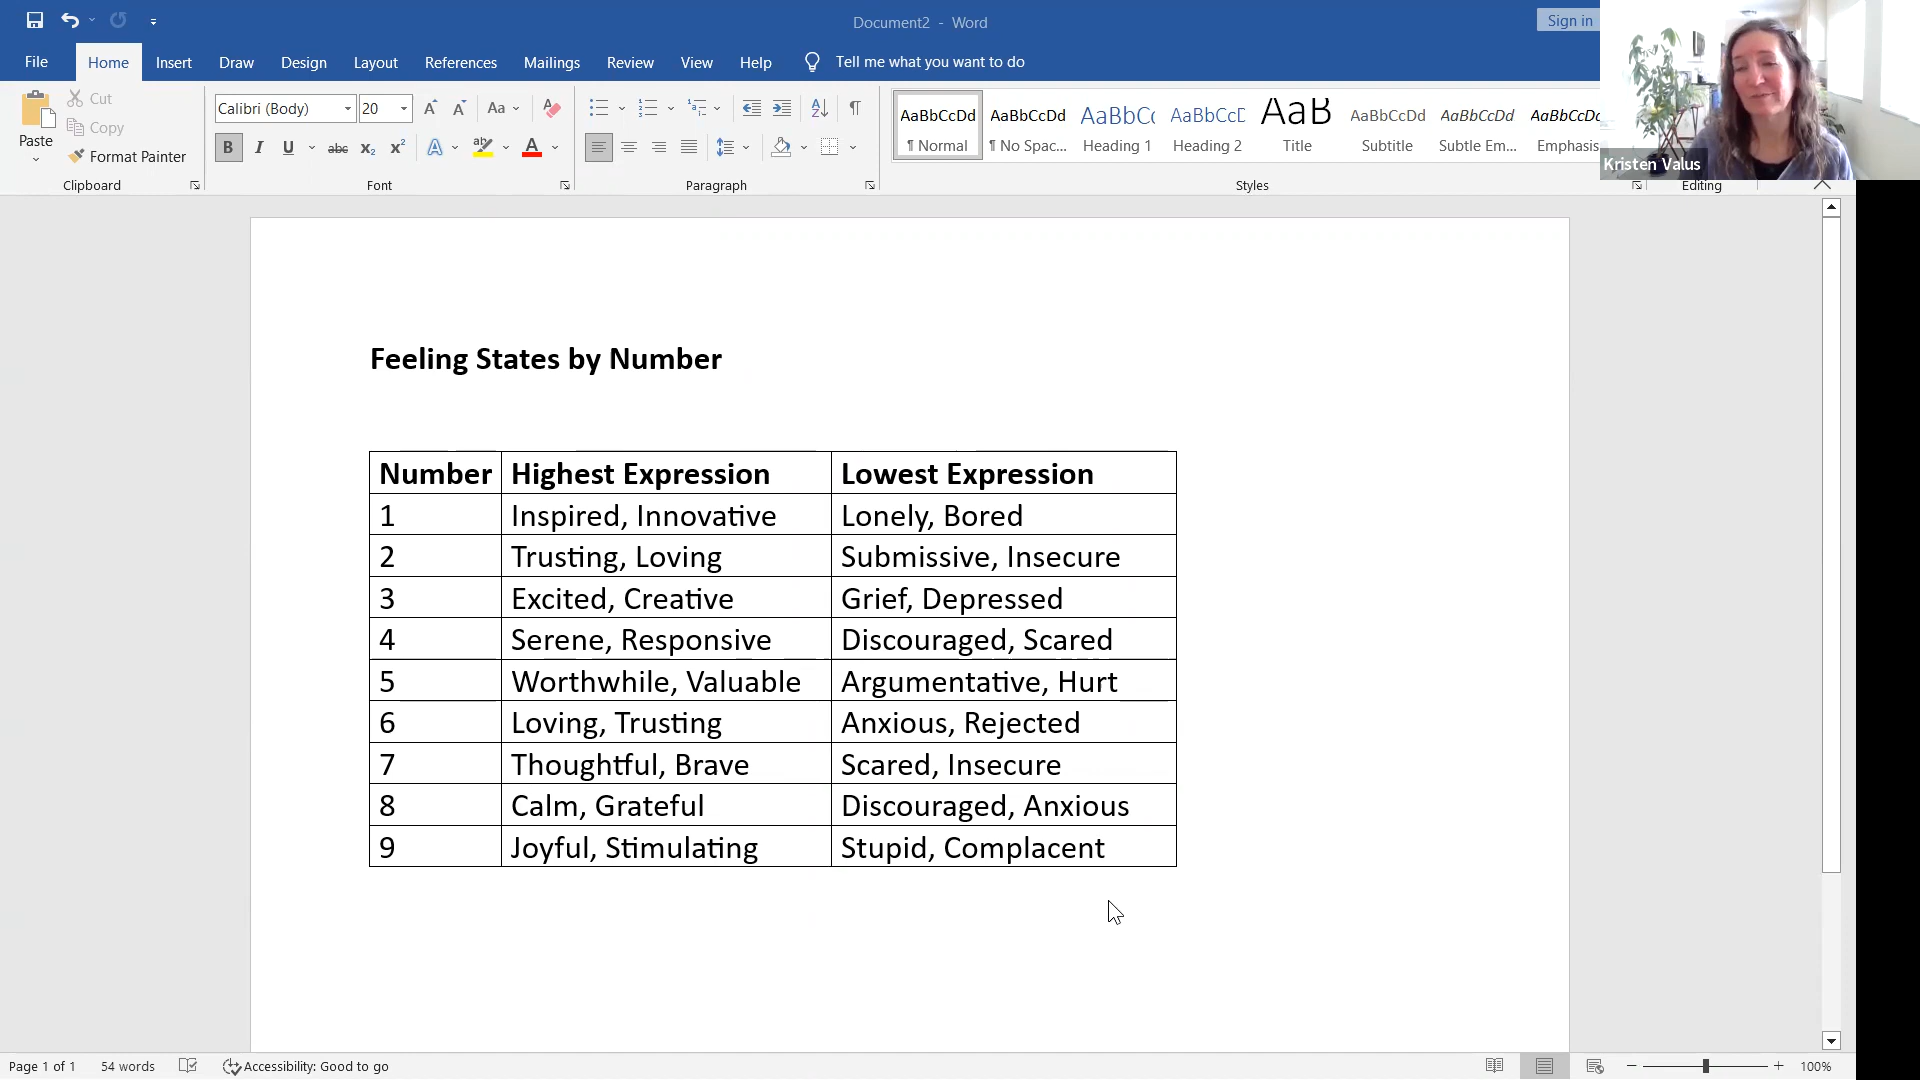 Document2 - Word
Sign in
File Home Insert Draw Design Layout References Mailings Review View Help Tell me what you want to do
Paste
Cut
Copy
Format Painter
Clipboard
Calibri (Body) 20
Font
Paragraph
AaBbCcDd AaBbCcDd AaBbCc AaBbCcD AaB AaBbCcDd AaBbCcDd AaBbCcDd
¶ Normal ¶ No Spac... Heading 1 Heading 2 Title Subtitle Subtle Em... Emphasis
Styles
Editing
Kristen Valus
Feeling States by Number
Number Highest Expression Lowest Expression
1 Inspired, Innovative Lonely, Bored
2 Trusting, Loving Submissive, Insecure
3 Excited, Creative Grief, Depressed
4 Serene, Responsive Discouraged, Scared
5 Worthwhile, Valuable Argumentative, Hurt
6 Loving, Trusting Anxious, Rejected
7 Thoughtful, Brave Scared, Insecure
8 Calm, Grateful Discouraged, Anxious
9 Joyful, Stimulating Stupid, Complacent
Page 1 of 1 54 words Accessibility: Good to go 100%